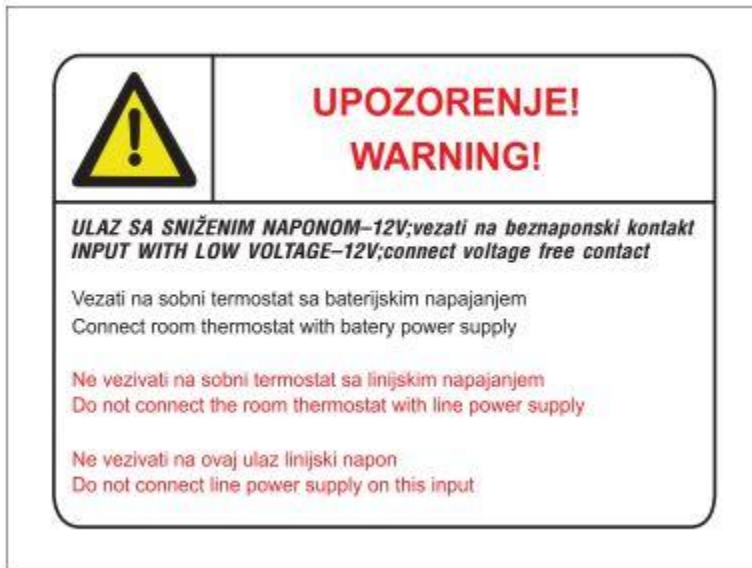 UPOZORENJE!
WARNING!
ULAZ SA SNIŽENIM NAPONOM–12V;vezati na beznaponski kontakt
INPUT WITH LOW VOLTAGE–12V;connect voltage free contact
Vezati na sobni termostat sa baterijskim napajanjem
Connect room thermostat with batery power supply
Ne vezivati na sobni termostat sa linijskim napajanjem
Do not connect the room thermostat with line power supply
Ne vezivati na ovaj ulaz linijski napon
Do not connect line power supply on this input